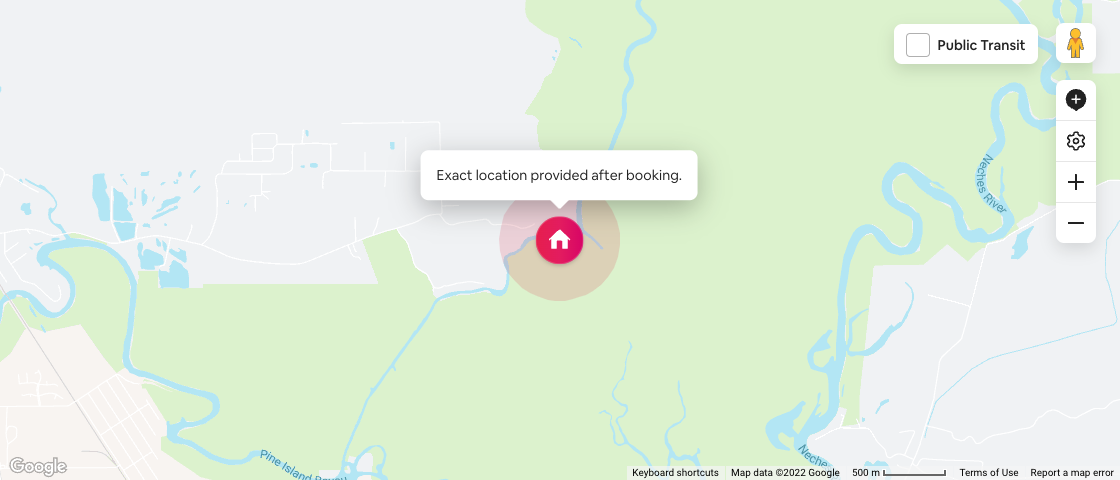 Public Transit
Exact location provided after booking.
Neches River
Pine Island Bayou
Google
Keyboard shortcuts
Map data ©2022 Google
500 m
Terms of Use
Report a map error